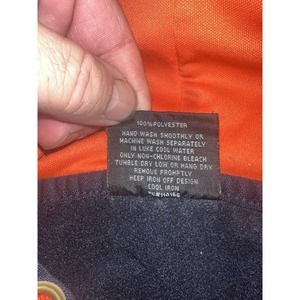 100% POLYESTER
HAND WASH SMOOTHLY OR
MACHINE WASH SEPARATELY
IN LUKE COOL WATER
ONLY NON-CHLORINE BLEACH
TUMBLE DRY LOW OR HAND DRY
REMOVE PROMPTLY
KEEP IRON OFF DESIGN
COOL IRON